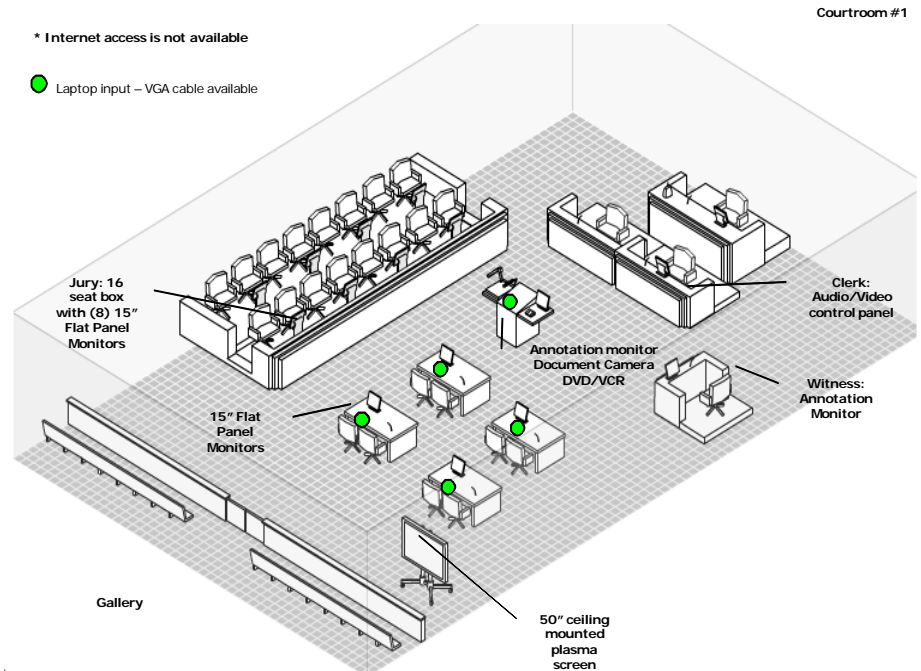 Courtroom #1
* Internet access is not available
Laptop input – VGA cable available
Jury: 16
seat box
with (8) 15"
Flat Panel
Monitors
Clerk:
Audio/Video
control panel
Annotation monitor
Document Camera
DVD/VCR
Witness:
Annotation
Monitor
15" Flat
Panel
Monitors
Gallery
50" ceiling
mounted
plasma
screen